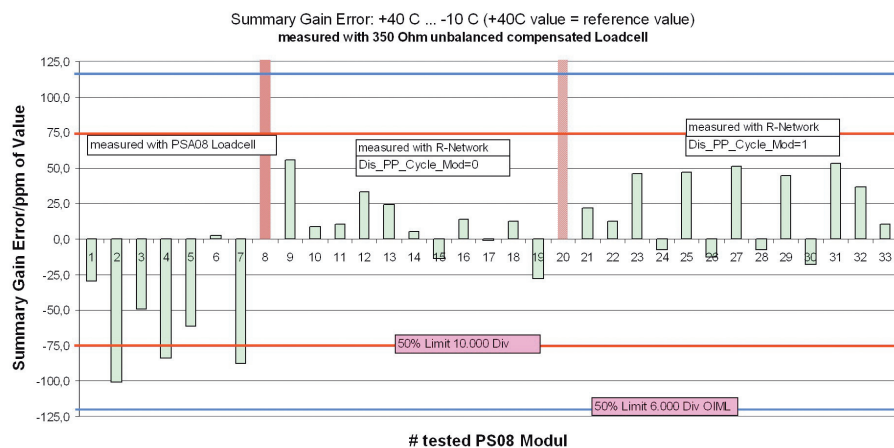 Summary Gain Error: +40 C ... -10 C (+40C value = reference value)
measured with 350 Ohm unbalanced compensated Loadcell
Summary Gain Error/ppm of Value
125,0
100,0
75,0
50,0
25,0
0,0
-25,0
-50,0
-75,0
-100,0
-125,0
measured with PSA08 Loadcell
measured with R-Network
Dis_PP_Cycle_Mod=0
measured with R-Network
Dis_PP_Cycle_Mod=1
1 2 3 4 5 6 7 8 9 10 11 12 13 14 15 16 17 18 19 20 21 22 23 24 25 26 27 28 29 30 31 32 33
50% Limit 10.000 Div
50% Limit 6.000 Div OIML
# tested PS08 Modul